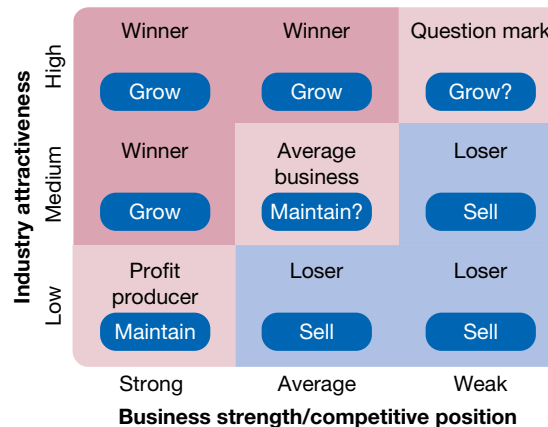 Industry attractiveness
High
Winner
Winner
Question mark
Grow
Grow
Grow?
Medium
Winner
Average
business
Loser
Grow
Maintain?
Sell
Low
Profit
producer
Loser
Loser
Maintain
Sell
Sell
Strong
Average
Weak
Business strength/competitive position